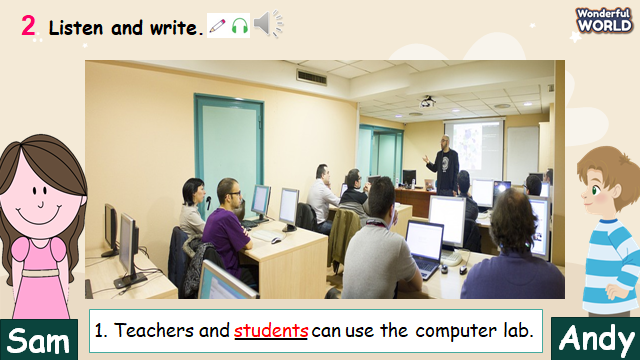 2 Listen and write.
Wonderful
WORLD
1. Teachers and students can use the computer lab.
Sam
Andy